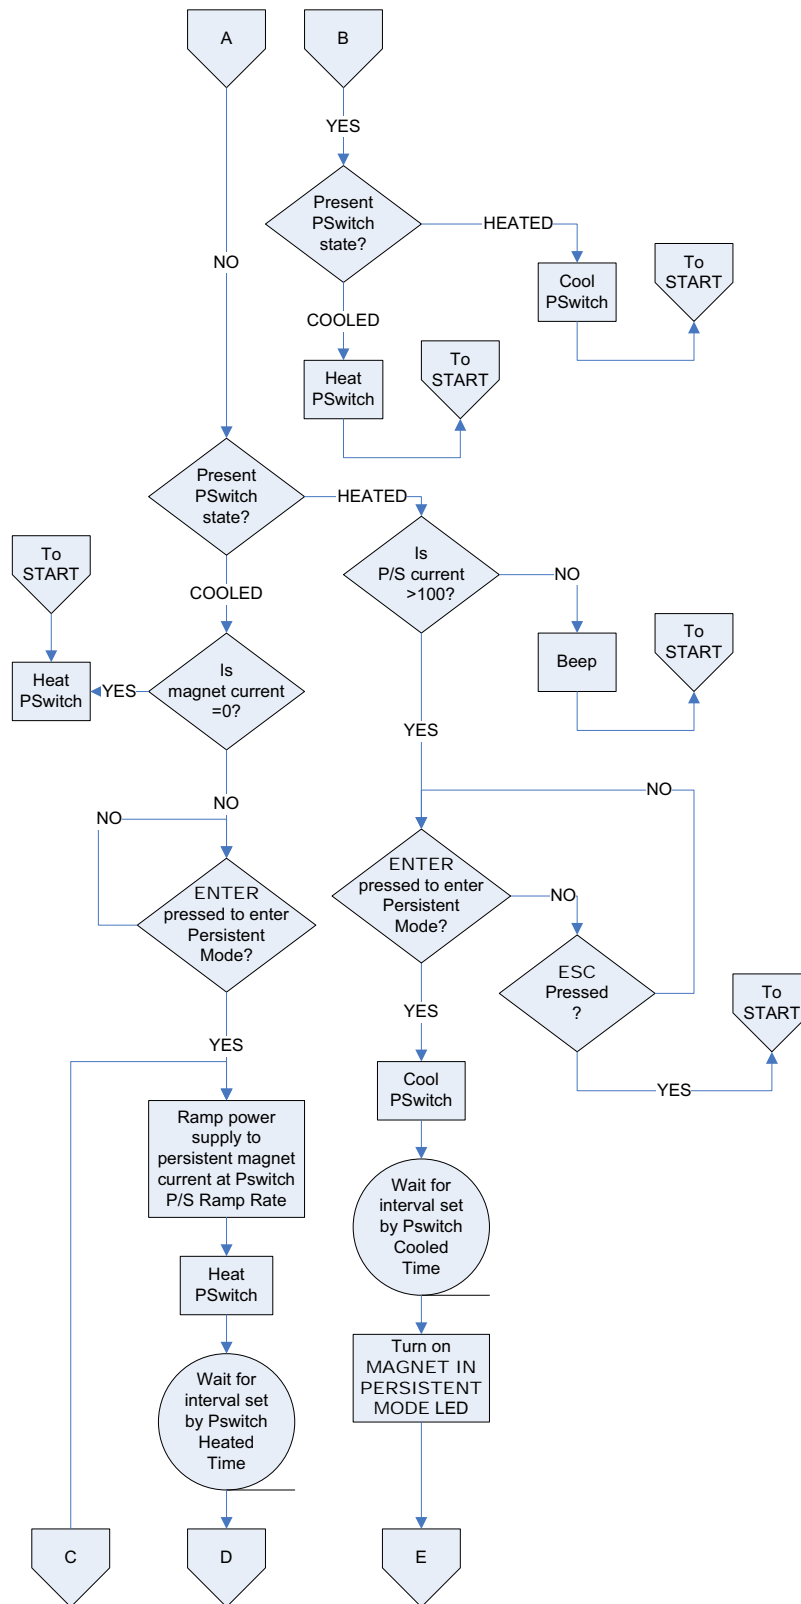 A
B
YES
Present
PSwitch
state?
HEATED
To
START
Cool
PSwitch
NO
COOLED
Heat
PSwitch
To
START
Present
PSwitch
state?
HEATED
Is
P/S current
>100?
NO
To
START
COOLED
Beep
To
START
Heat
PSwitch
YES
Is
magnet current
=0?
YES
NO
NO
NO
ENTER
pressed to enter
Persistent
Mode?
ENTER
pressed to enter
Persistent
Mode?
NO
ESC
Pressed
?
To
START
YES
YES
YES
Cool
PSwitch
Ramp power
supply to
persistent magnet
current at Pswitch
P/S Ramp Rate
Wait for
interval set
by Pswitch
Cooled
Time
Heat
PSwitch
Turn on
MAGNET IN
PERSISTENT
MODE LED
Wait for
interval set
by Pswitch
Heated
Time
C
D
E